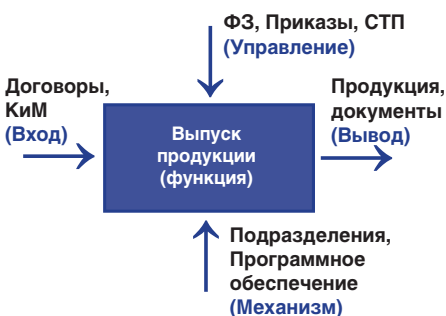 ФЗ, Приказы, СТП
(Управление)
Договоры,
КиМ
(Вход)
Выпуск
продукции
(функция)
Продукция,
документы
(Вывод)
Подразделения,
Программное
обеспечение
(Механизм)